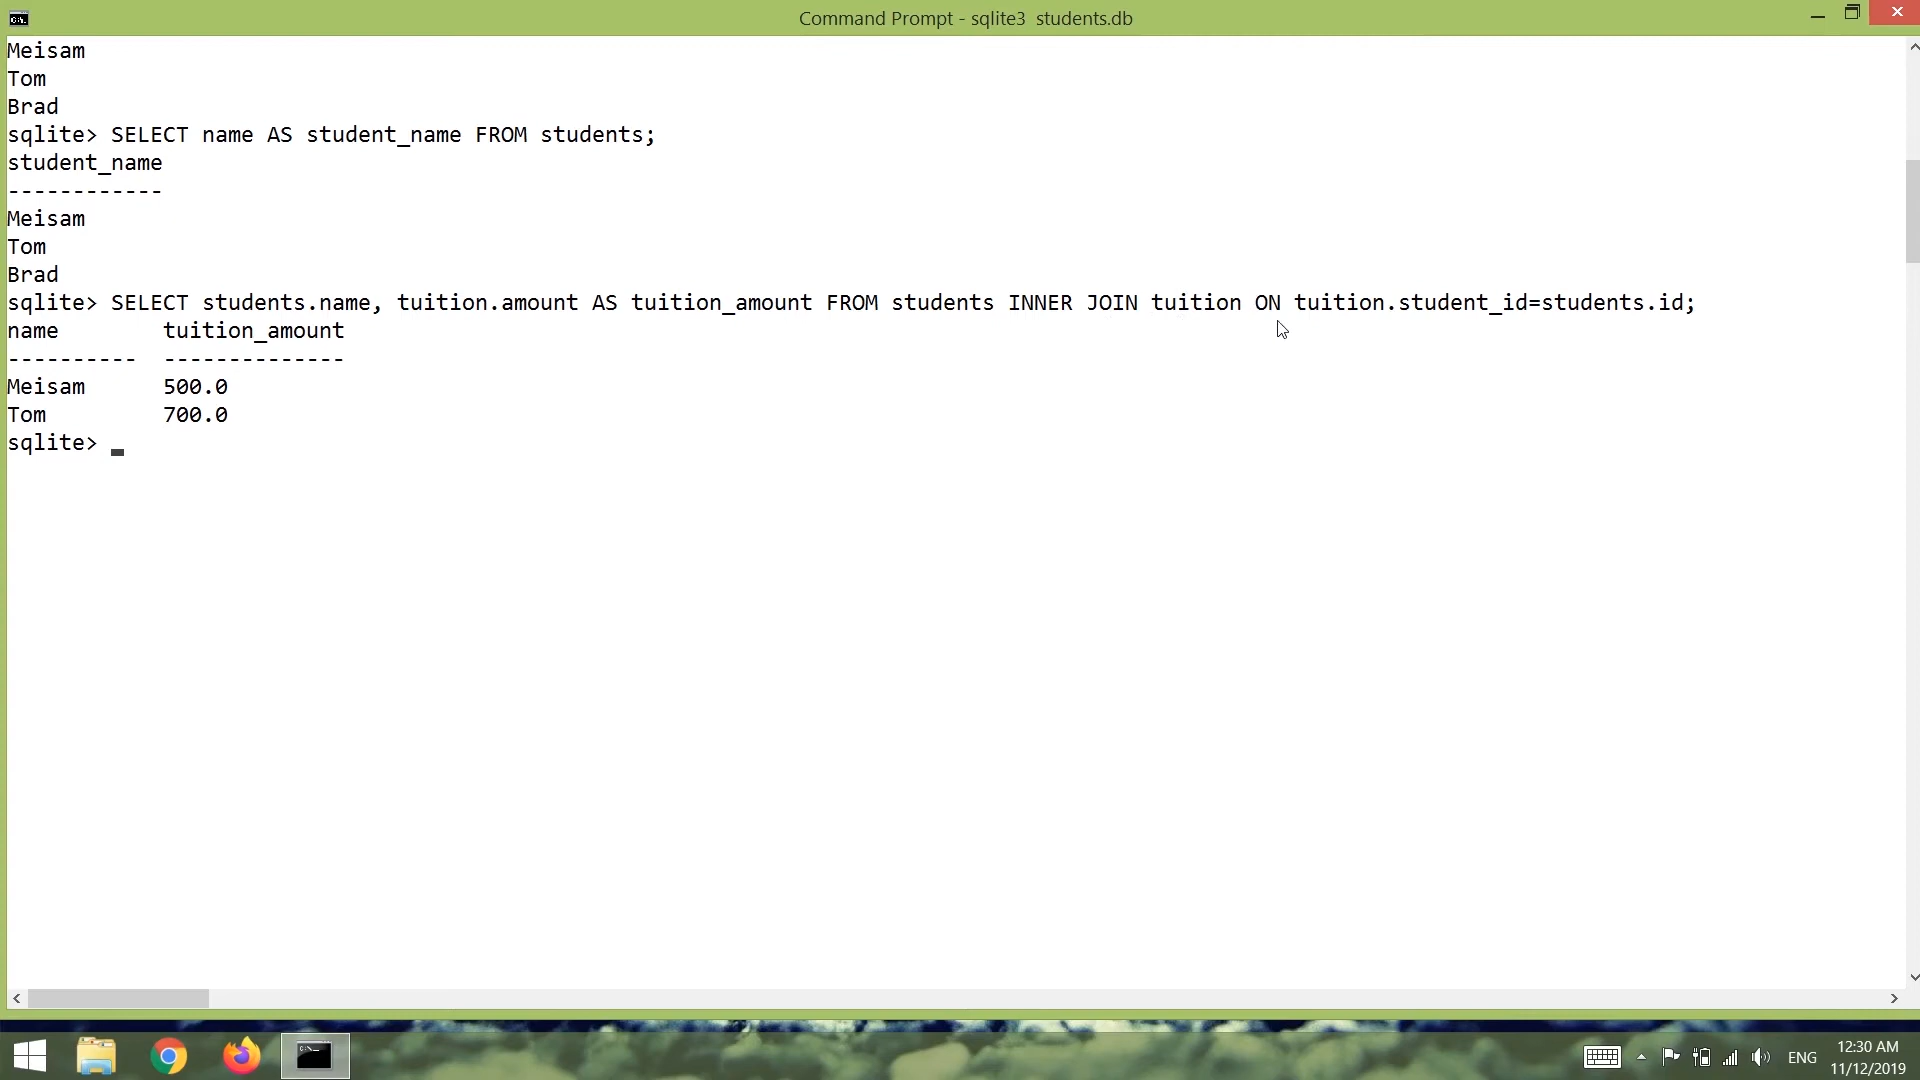 Command Prompt - sqlite3 students.db
Meisam
Tom
Brad
sqlite> SELECT name AS student_name FROM students;
student_name
------------
Meisam
Tom
Brad
sqlite> SELECT students.name, tuition.amount AS tuition_amount FROM students INNER JOIN tuition ON tuition.student_id=students.id;
name        tuition_amount
----------  --------------
Meisam      500.0
Tom         700.0
sqlite>
ENG
12:30 AM
11/12/2019